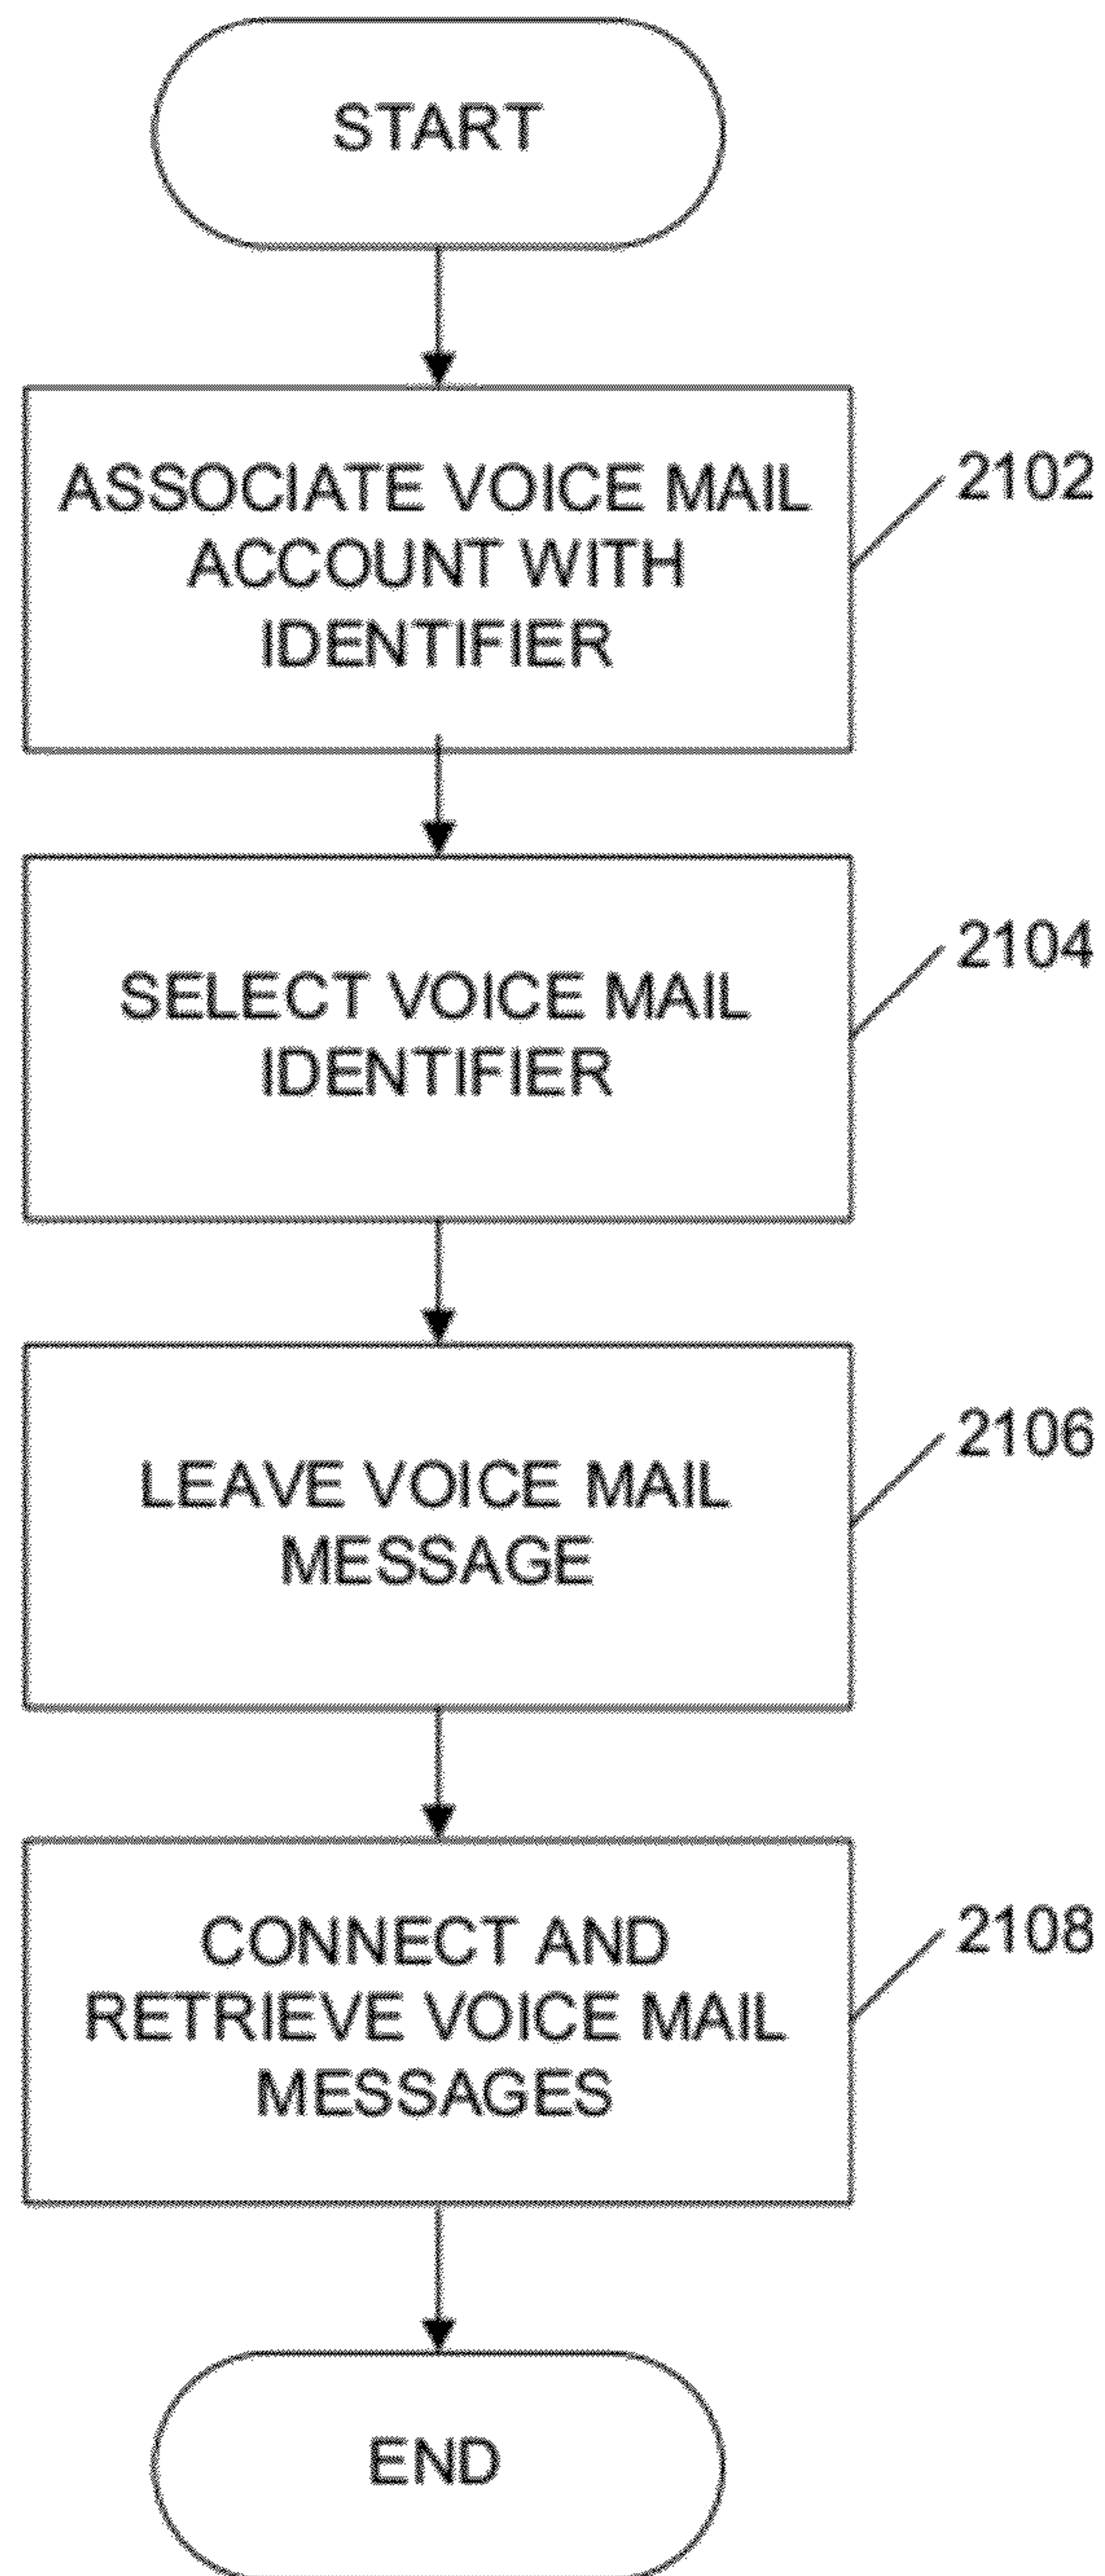 START
ASSOCIATE VOICE MAIL
ACCOUNT WITH
IDENTIFIER
2102
SELECT VOICE MAIL
IDENTIFIER
2104
LEAVE VOICE MAIL
MESSAGE
2106
CONNECT AND
RETRIEVE VOICE MAIL
MESSAGES
2108
END